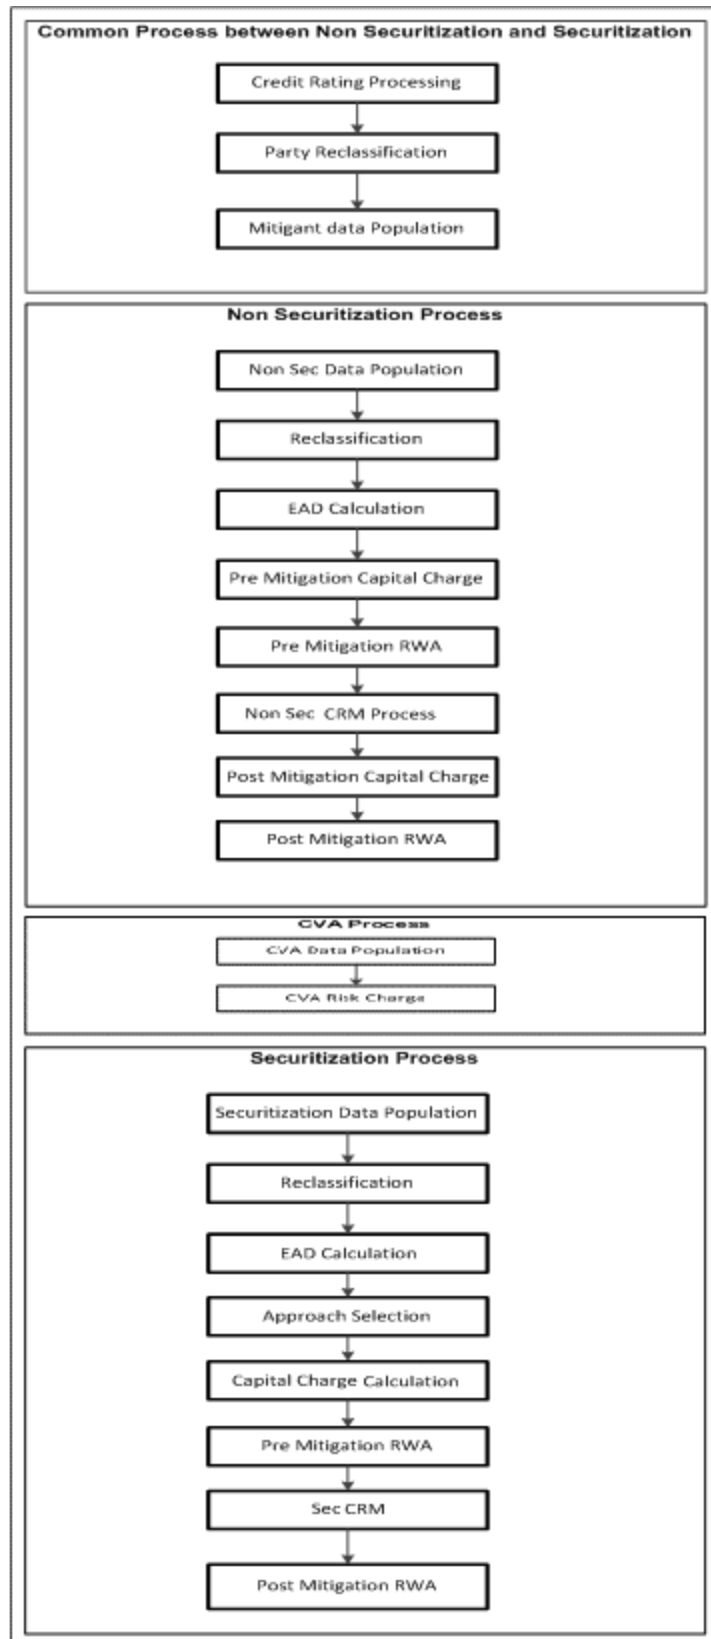 Common Process between Non Securitization and Securitization
Credit Rating Processing
Party Reclassification
Mitigant data Population
Non Securitization Process
Non Sec Data Population
Reclassification
EAD Calculation
Pre Mitigation Capital Charge
Pre Mitigation RWA
Non Sec CRM Process
Post Mitigation Capital Charge
Post Mitigation RWA
CVA Process
CVA Data Population
CVA Risk Charge
Securitization Process
Securitization Data Population
Reclassification
EAD Calculation
Approach Selection
Capital Charge Calculation
Pre Mitigation RWA
Sec CRM
Post Mitigation RWA